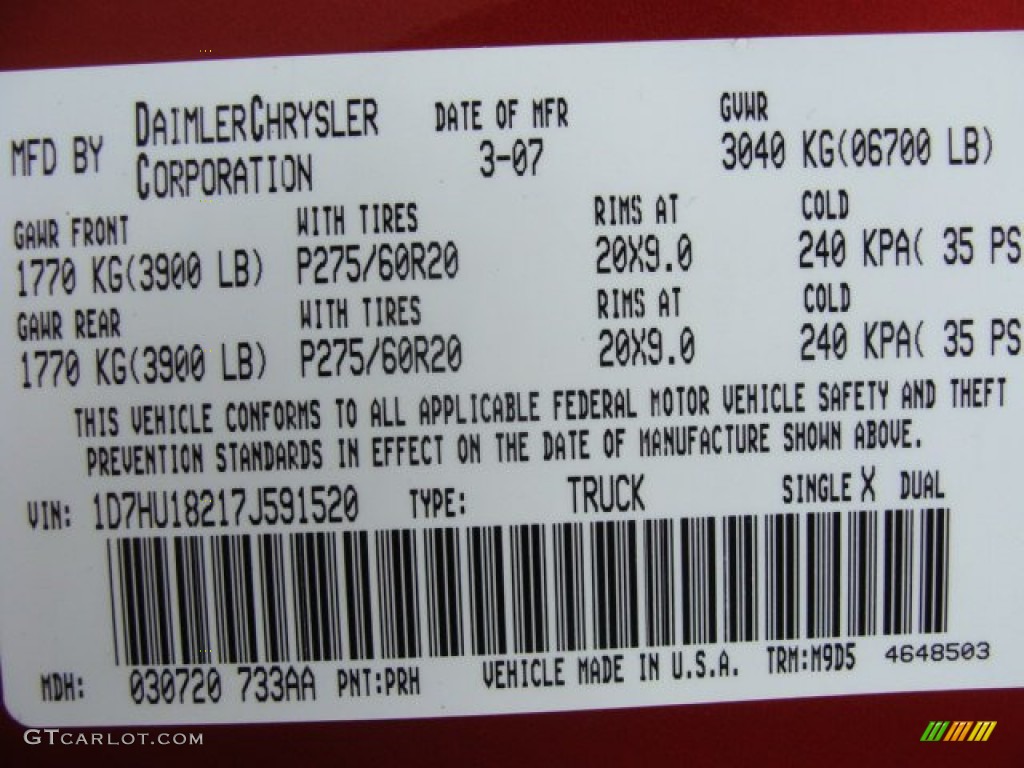 MFD BY DAIMLERCHRYSLER CORPORATION
DATE OF MFR 3-07
GVWR 3040 KG(06700 LB)
GAWR FRONT WITH TIRES RIMS AT COLD
1770 KG(3900 LB) P275/60R20 20X9.0 240 KPA( 35 PS
GAWR REAR WITH TIRES RIMS AT COLD
1770 KG(3900 LB) P275/60R20 20X9.0 240 KPA( 35 PS
THIS VEHICLE CONFORMS TO ALL APPLICABLE FEDERAL MOTOR VEHICLE SAFETY AND THEFT
PREVENTION STANDARDS IN EFFECT ON THE DATE OF MANUFACTURE SHOWN ABOVE.
VIN: 1D7HU18217J591520 TYPE: TRUCK SINGLE X DUAL
MDH: 030720 733AA PNT:PRH VEHICLE MADE IN U.S.A. TRM:M9D5 4648503
GTCARLOT.COM